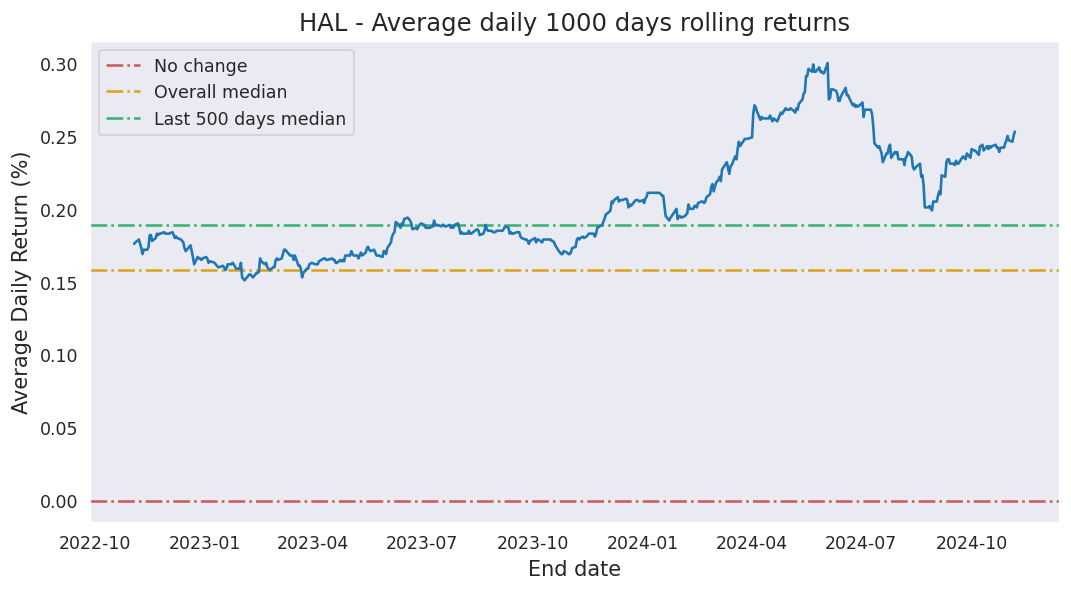 HAL - Average daily 1000 days rolling returns
No change
Overall median
Last 500 days median
Average Daily Return (%)
0.30
0.25
0.20
0.15
0.10
0.05
0.00
2022-10 2023-01 2023-04 2023-07 2023-10 2024-01 2024-04 2024-07 2024-10
End date